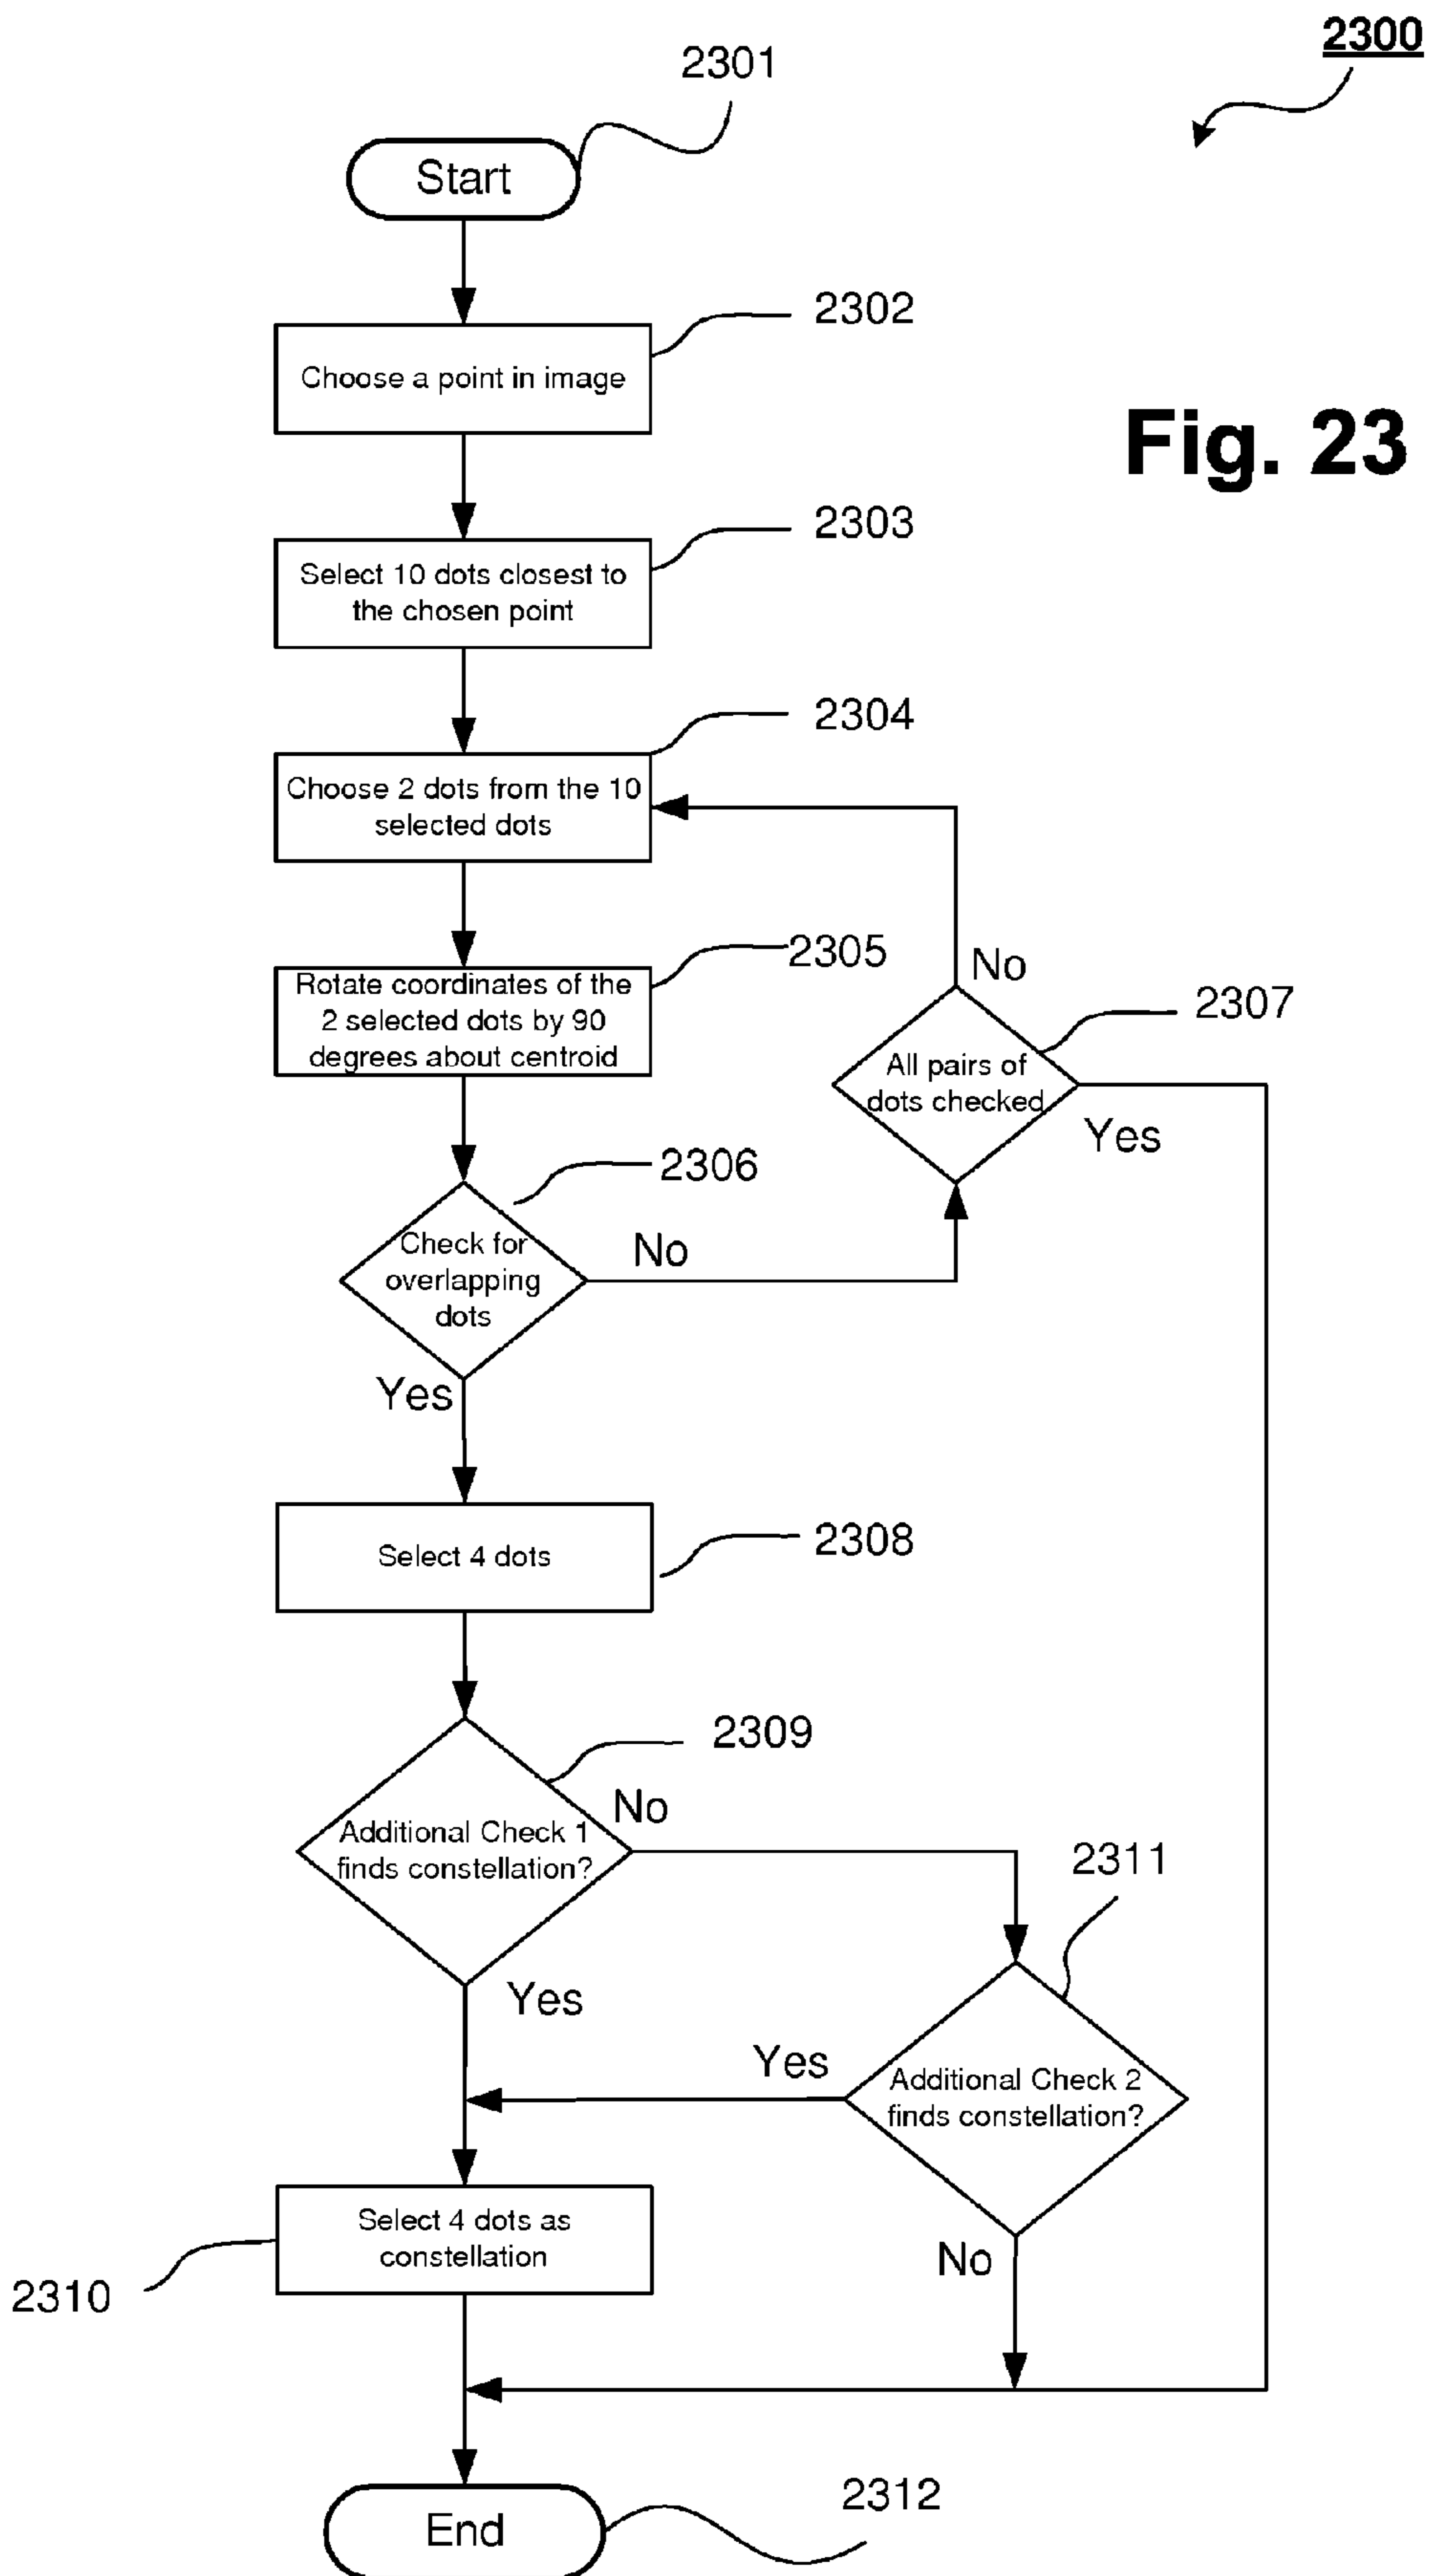 2300
2301
Start
2302
Choose a point in image
Fig. 23
2303
Select 10 dots closest to
the chosen point
2304
Choose 2 dots from the 10
selected dots
2305
Rotate coordinates of the
2 selected dots by 90
degrees about centroid
No
2307
All pairs of
dots checked
Yes
2306
Check for
overlapping
dots
No
Yes
2308
Select 4 dots
2309
Additional Check 1
finds constellation?
No
2311
Yes
Yes
Additional Check 2
finds constellation?
Select 4 dots as
constellation
No
2310
2312
End